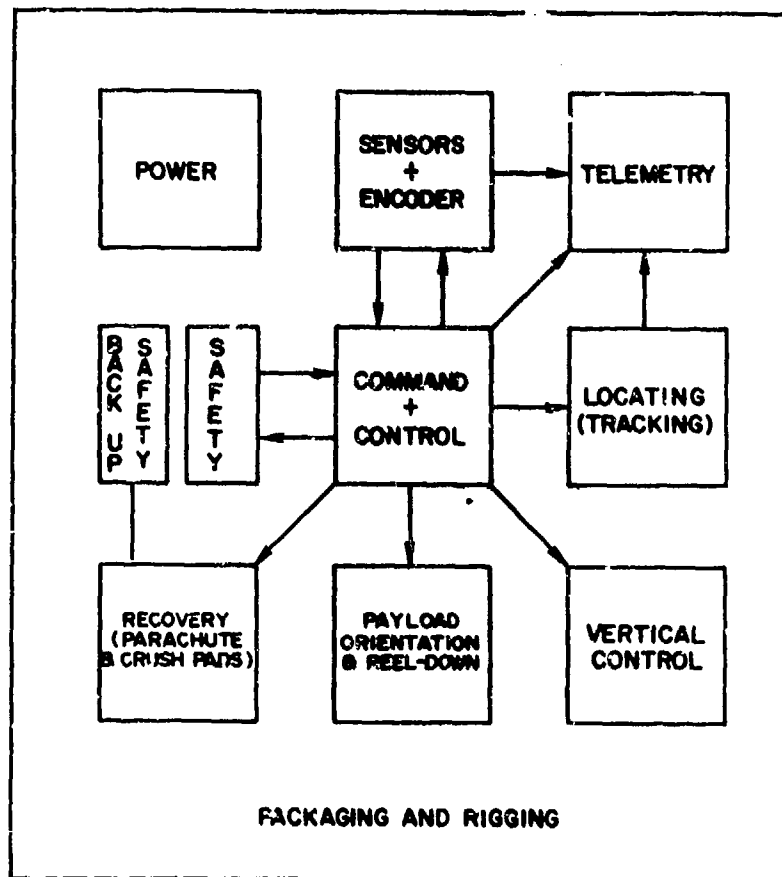 POWER
SENSORS
+
ENCODER
TELEMETRY
BACK UP
SAFETY
SAFETY
COMMAND
+
CONTROL
LOCATING
(TRACKING)
RECOVERY
(PARACHUTE
& CRUSH PADS)
PAYLOAD
ORIENTATION
& REEL-DOWN
VERTICAL
CONTROL
PACKAGING AND RIGGING